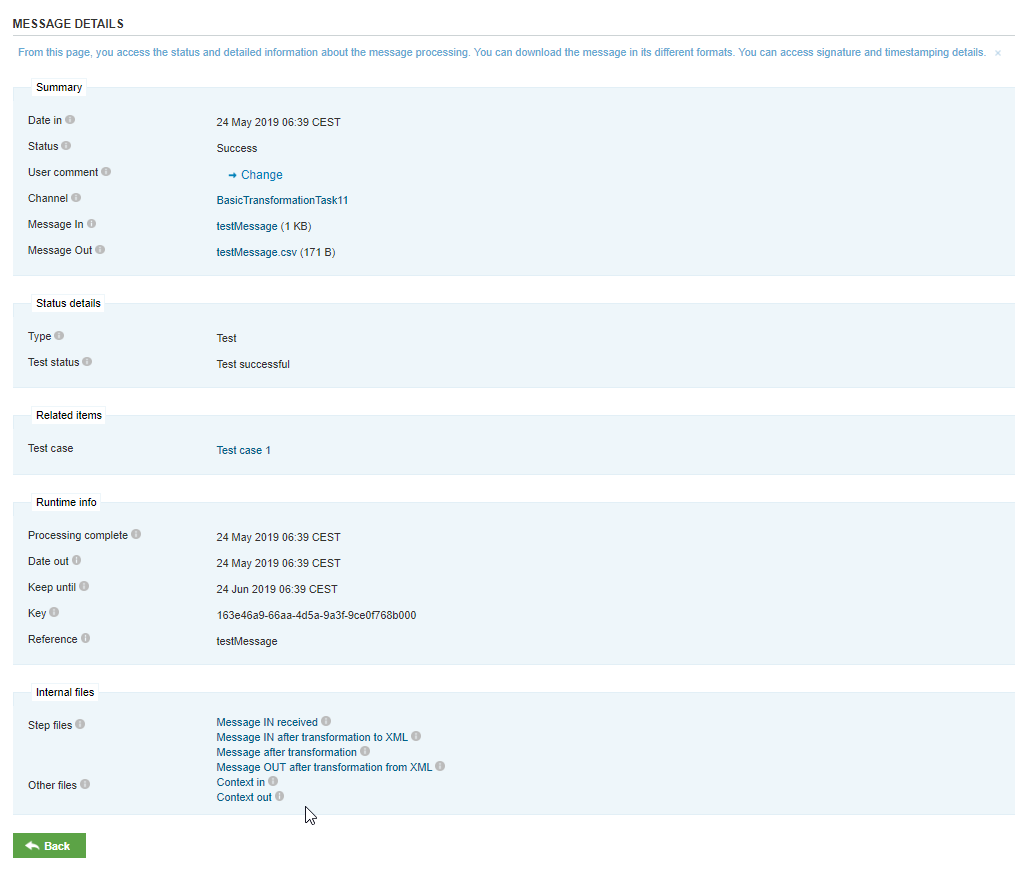 MESSAGE DETAILS
From this page, you access the status and detailed information about the message processing. You can download the message in its different formats. You can access signature and timestamping details. ×
Summary
Date in 24 May 2019 06:39 CEST
Status Success
User comment Change
Channel BasicTransformationTask11
Message In testMessage (1 KB)
Message Out testMessage.csv (171 B)
Status details
Type Test
Test status Test successful
Related items
Test case Test case 1
Runtime info
Processing complete 24 May 2019 06:39 CEST
Date out 24 May 2019 06:39 CEST
Keep until 24 Jun 2019 06:39 CEST
Key 163e46a9-66aa-4d5a-9a3f-9ce0f768b000
Reference testMessage
Internal files
Step files Message IN received
Message IN after transformation to XML
Message after transformation
Message OUT after transformation from XML
Other files Context in
Context out
Back